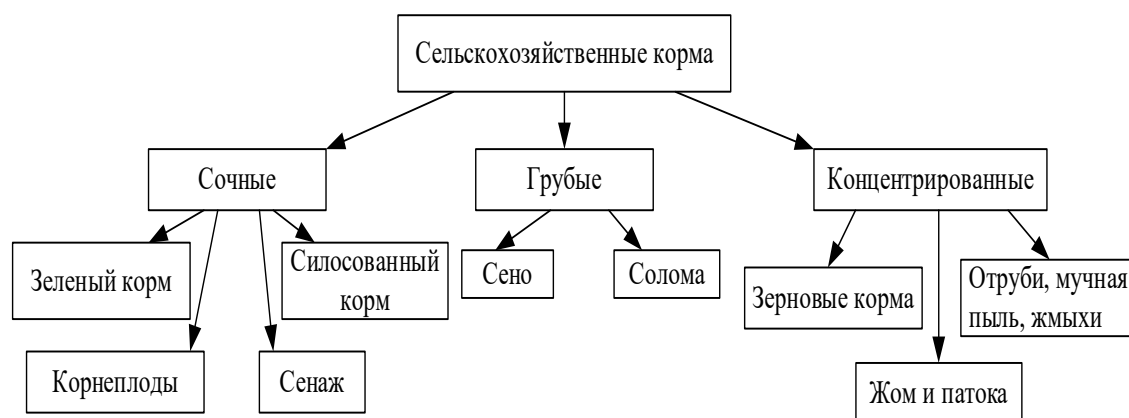 Сельскохозяйственные корма
Сочные
Грубые
Концентрированные
Зеленый корм
Силосованный
корм
Сено
Солома
Зерновые корма
Отруби, мучная
пыль, жмыхи
Корнеплоды
Сенаж
Жом и патока